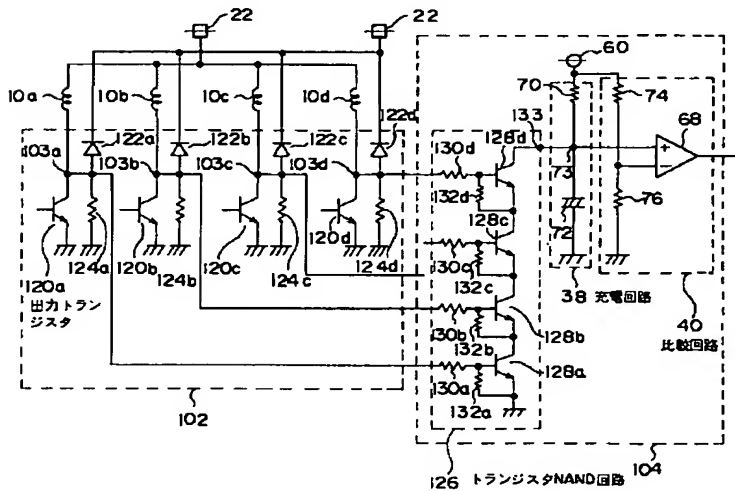 22 22 60
10a 10b 10c 10d
122a 122b 122c 122d
103a 103b 103c 103d
133 70 74
130d 128d 73 68
+
−
132d 128c 76
72
120a 124a 120b 124b 120c 124c 120d 124d
出力トラン
ジスタ
130c
132c
38 充電回路
130b 132b 128b
40
比較回路
130a 132a 128a
102
104
126 トランジスタNAND回路